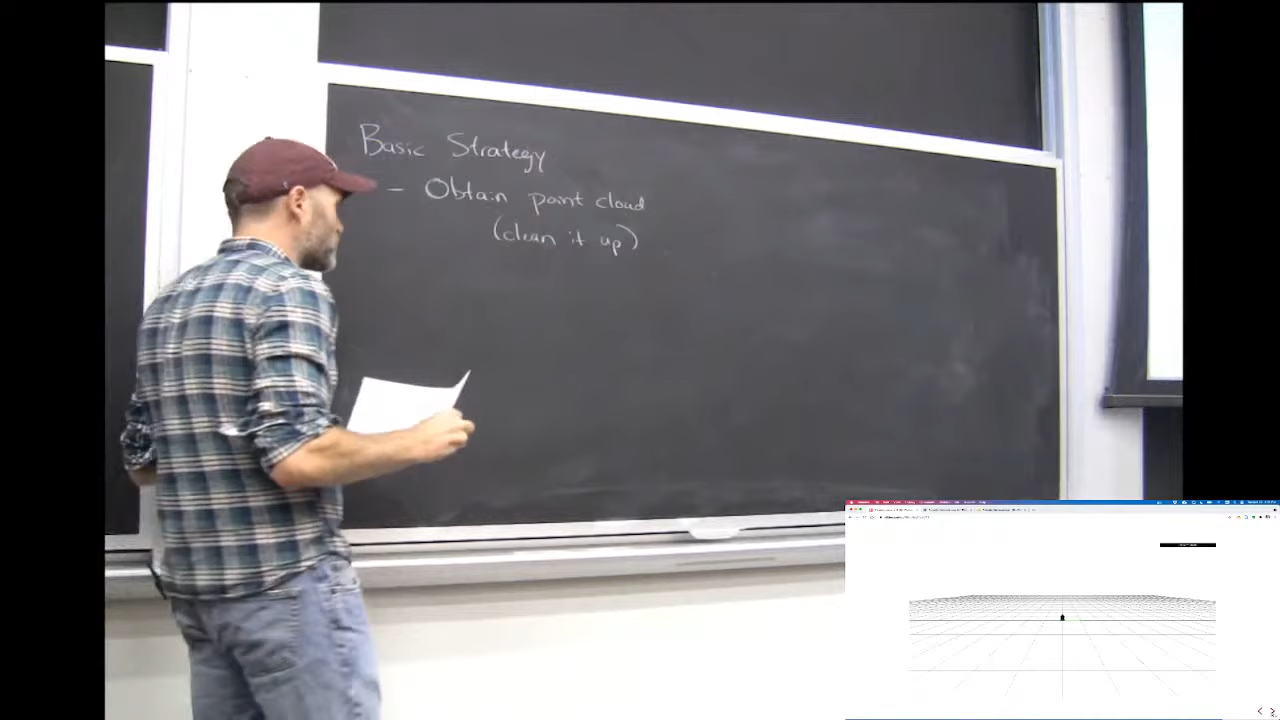 Basic Strategy
- Obtain point cloud
(clean it up)